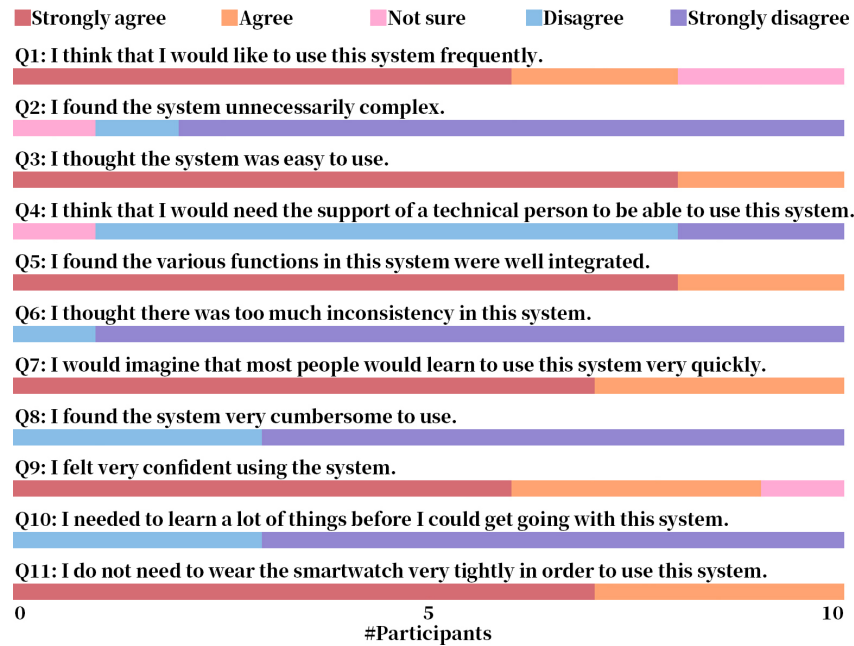 Strongly agree Agree Not sure Disagree Strongly disagree
Q1: I think that I would like to use this system frequently.
Q2: I found the system unnecessarily complex.
Q3: I thought the system was easy to use.
Q4: I think that I would need the support of a technical person to be able to use this system.
Q5: I found the various functions in this system were well integrated.
Q6: I thought there was too much inconsistency in this system.
Q7: I would imagine that most people would learn to use this system very quickly.
Q8: I found the system very cumbersome to use.
Q9: I felt very confident using the system.
Q10: I needed to learn a lot of things before I could get going with this system.
Q11: I do not need to wear the smartwatch very tightly in order to use this system.
0 5 10
#Participants